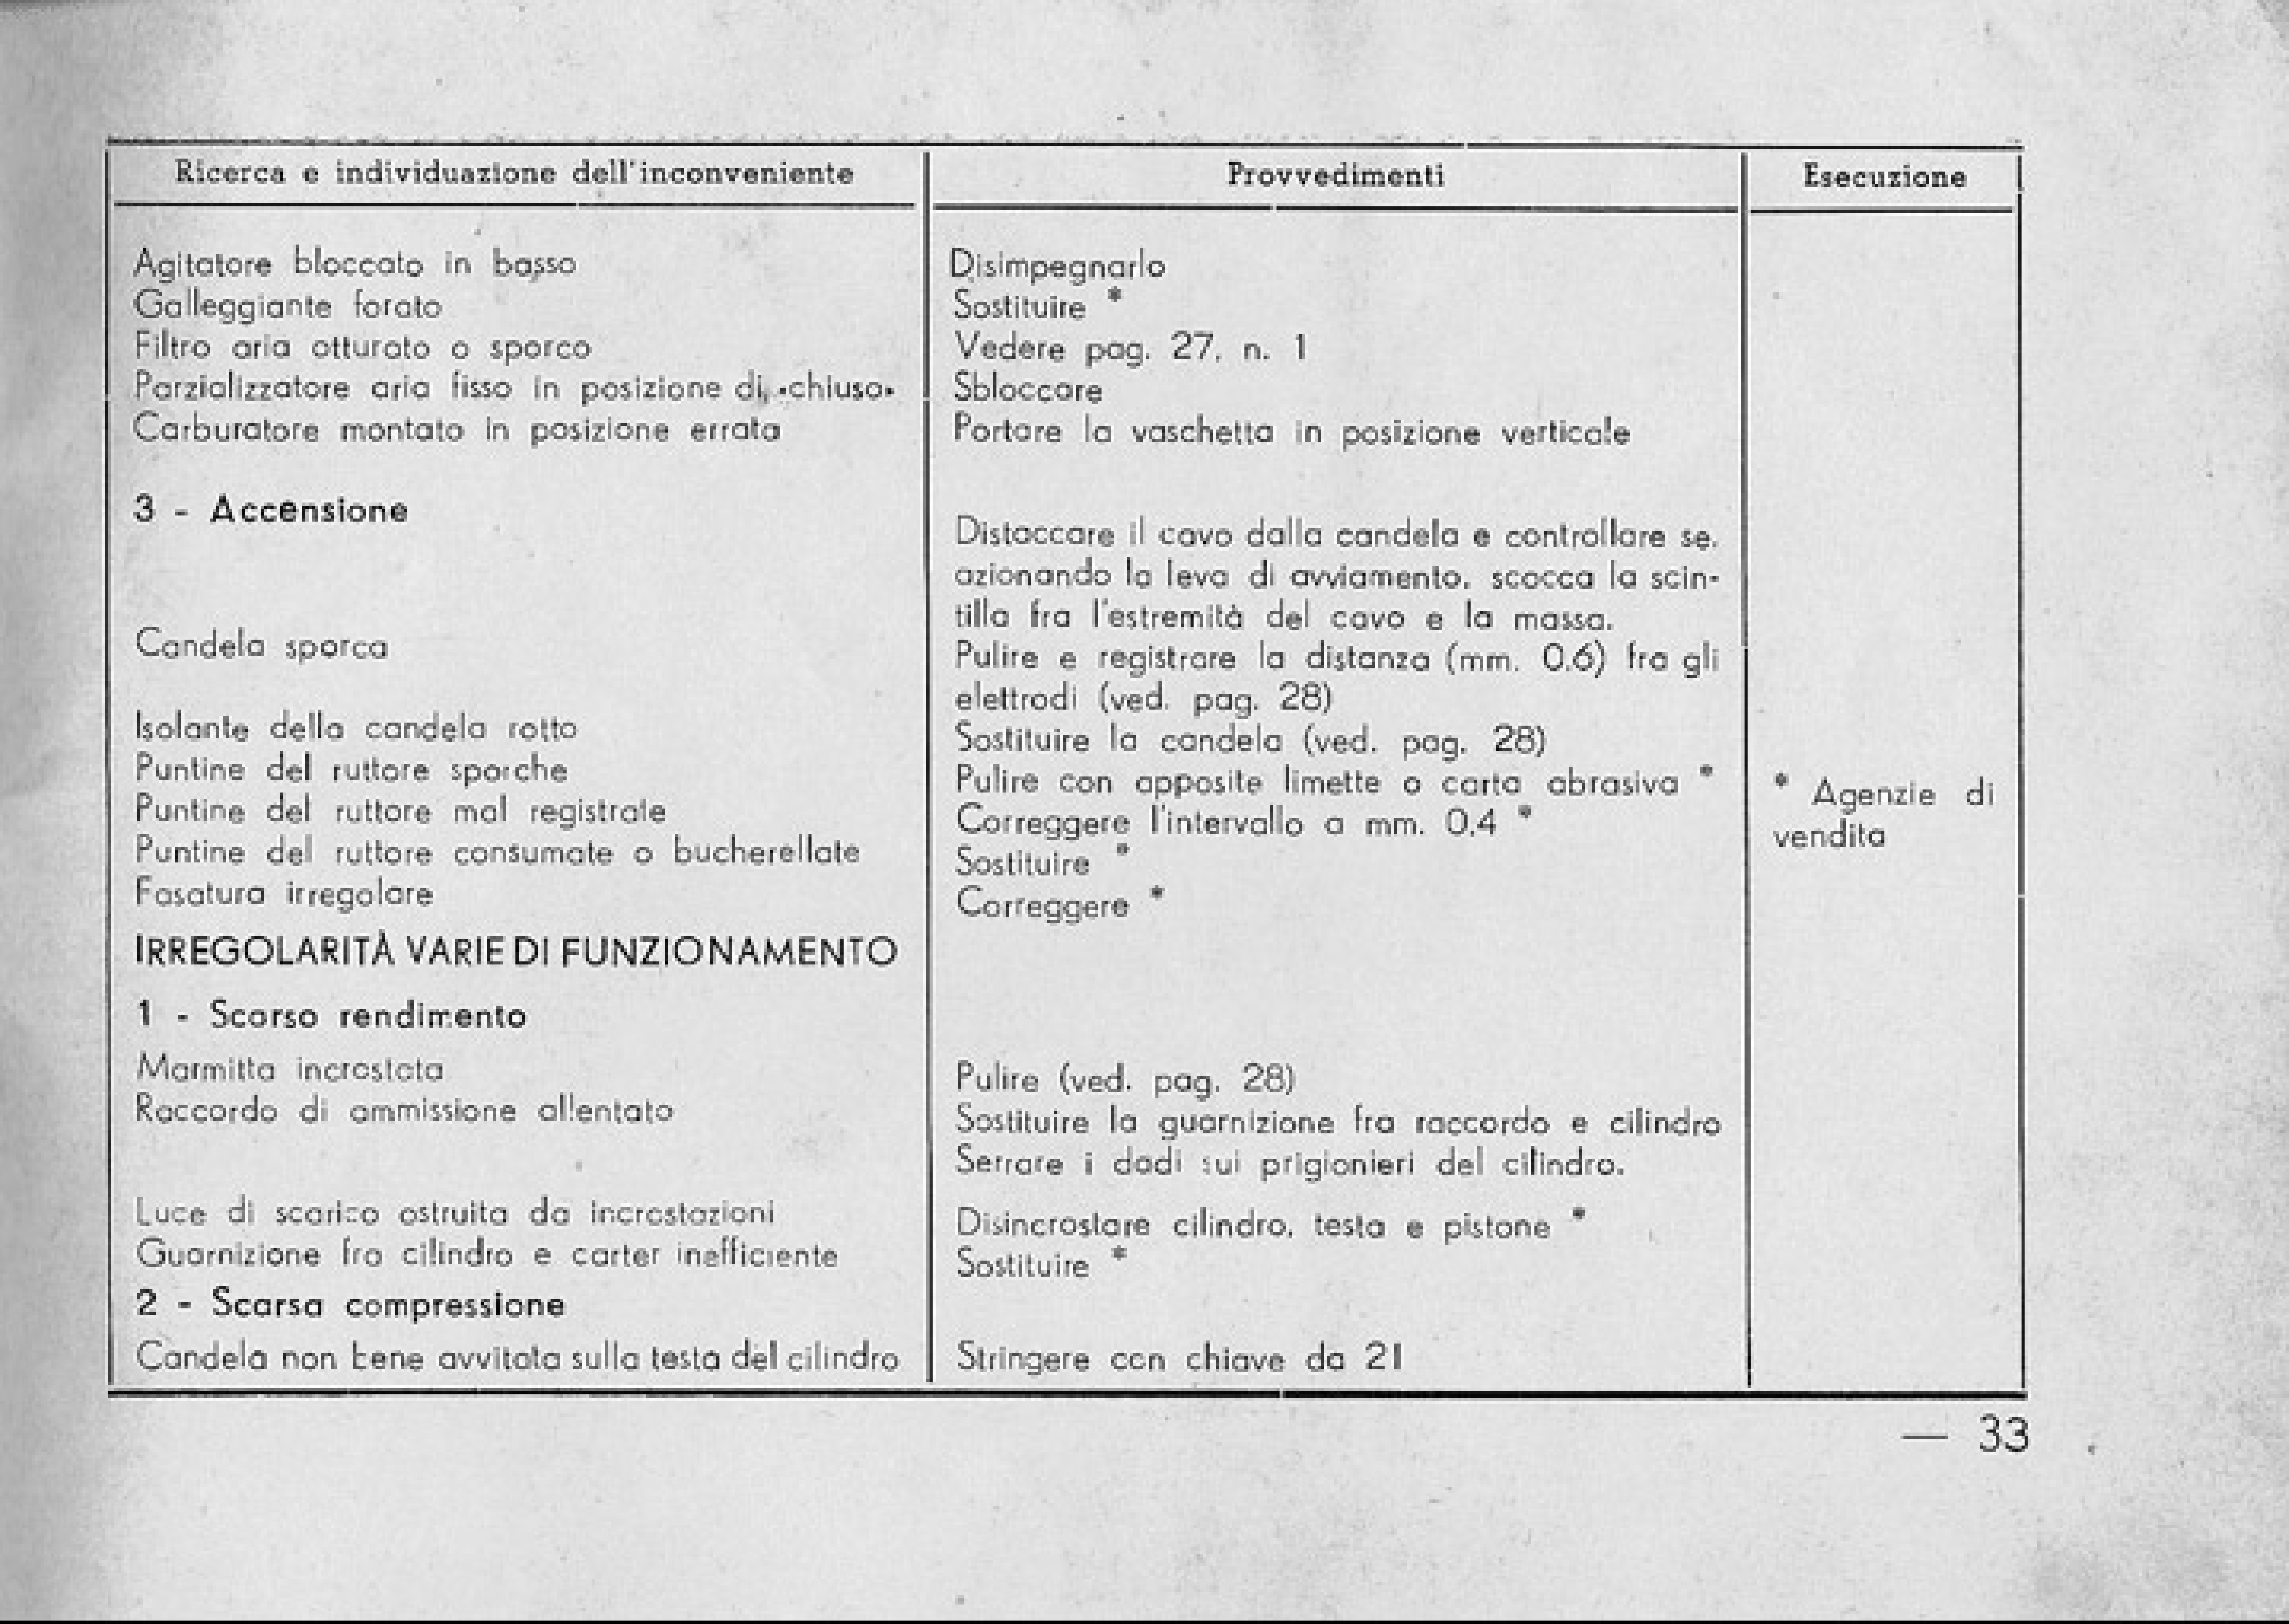 Ricerca e individuazione dell'inconveniente
Agitatore bloccato in basso
Galleggiante forato
Filtro aria otturato o sporco
Parzializzatore aria fisso in posizione di «chiuso»
Carburatore montato in posizione errata
3 - Accensione
Candela sporca
Isolante della candela rotto
Puntine del ruttore sporche
Puntine del ruttore mal registrate
Puntine del ruttore consumate o bucherellate
Fasatura irregolare
IRREGOLARITÀ VARIE DI FUNZIONAMENTO
1 - Scarso rendimento
Marmitta incrostata
Raccordo di ammissione allentato
Luce di scarico ostruita da incrostazioni
Guarnizione fra cilindro e carter inefficiente
2 - Scarsa compressione
Candela non bene avvitata sulla testa del cilindro
Provvedimenti
Disimpegnarlo
Sostituire *
Vedere pag. 27, n. 1
Sbloccare
Portare la vaschetta in posizione verticale
Distaccare il cavo dalla candela e controllare se,
azionando la leva di avviamento, scocca la scin-
tilla fra l'estremità del cavo e la massa.
Pulire e registrare la distanza (mm. 0,6) fra gli
elettrodi (ved. pag. 28)
Sostituire la candela (ved. pag. 28)
Pulire con apposite limette o carta abrasiva *
Correggere l'intervallo a mm. 0,4 *
Sostituire *
Correggere *
Pulire (ved. pag. 28)
Sostituire la guarnizione fra raccordo e cilindro
Serrare i dadi sui prigionieri del cilindro.
Disincrostare cilindro, testa e pistone *
Sostituire *
Stringere con chiave da 21
Esecuzione
* Agenzie di
vendita
— 33